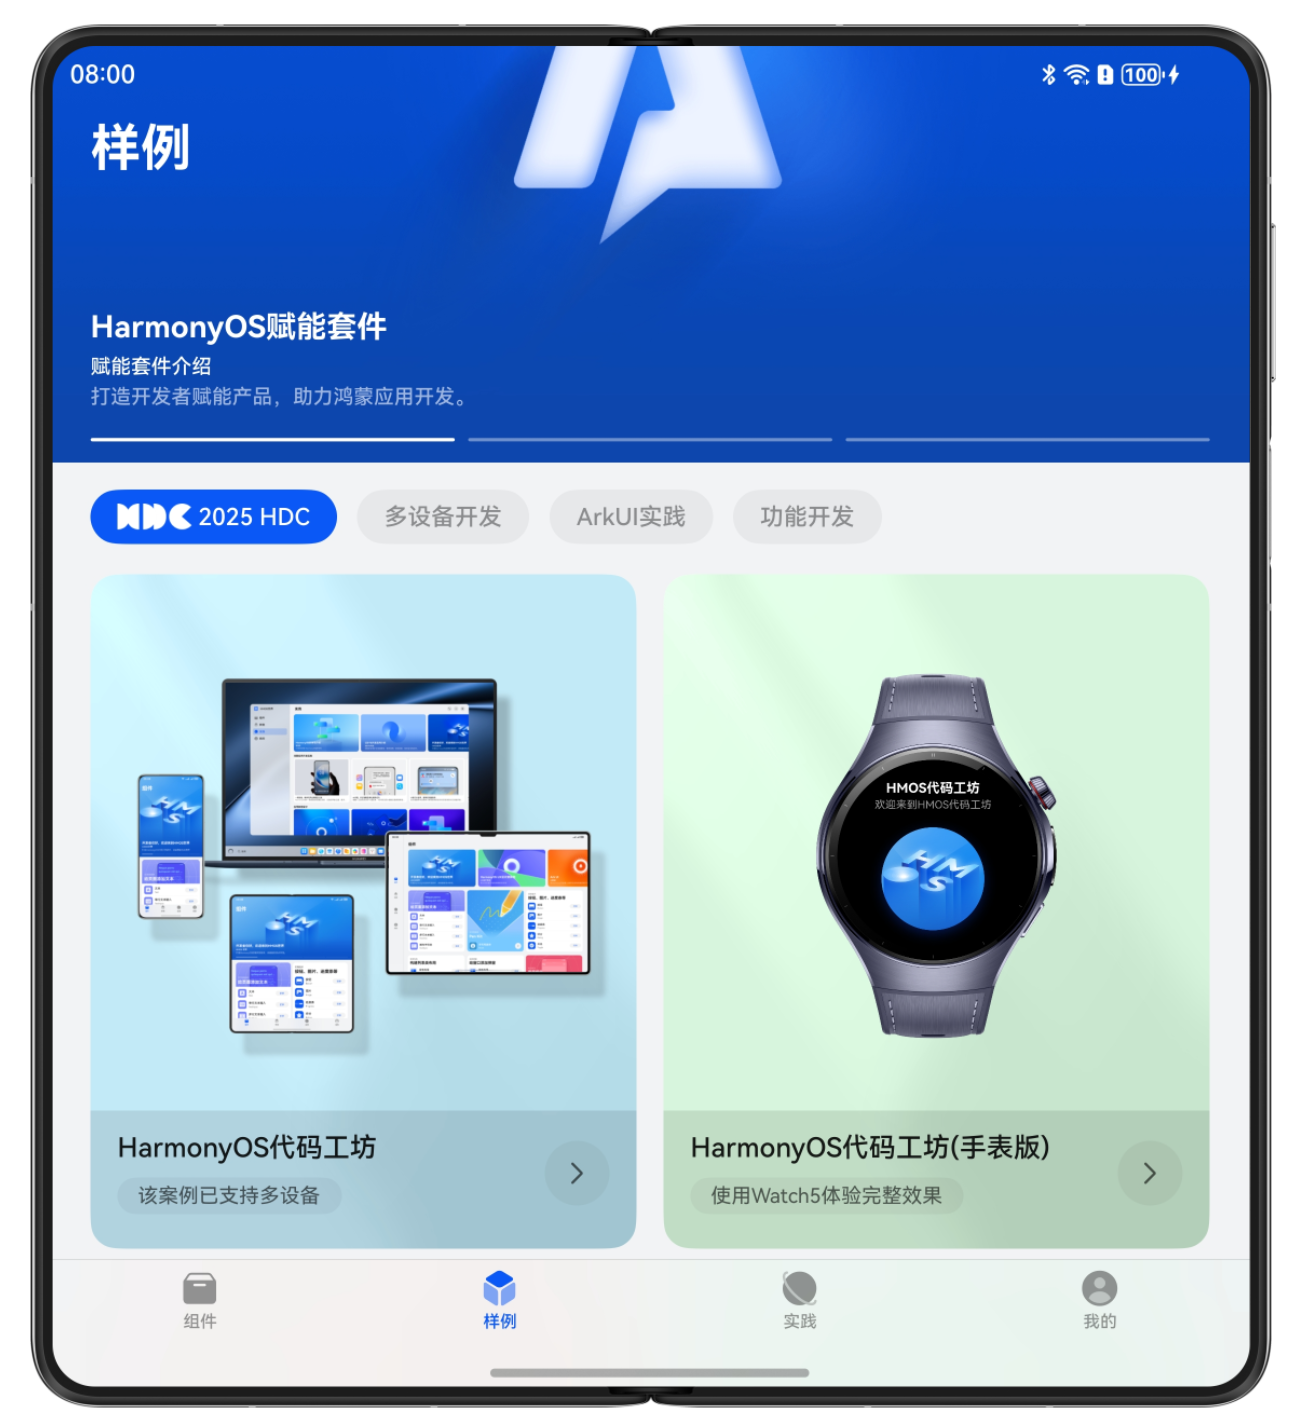 08:00
100
样例
HarmonyOS赋能套件
赋能套件介绍
打造开发者赋能产品，助力鸿蒙应用开发。
HDC 2025 HDC
多设备开发
ArkUI实践
功能开发
HMOS代码工坊
欢迎来到HMOS代码工坊
HMS
HarmonyOS代码工坊
该案例已支持多设备
HarmonyOS代码工坊(手表版)
使用Watch5体验完整效果
组件
样例
实践
我的